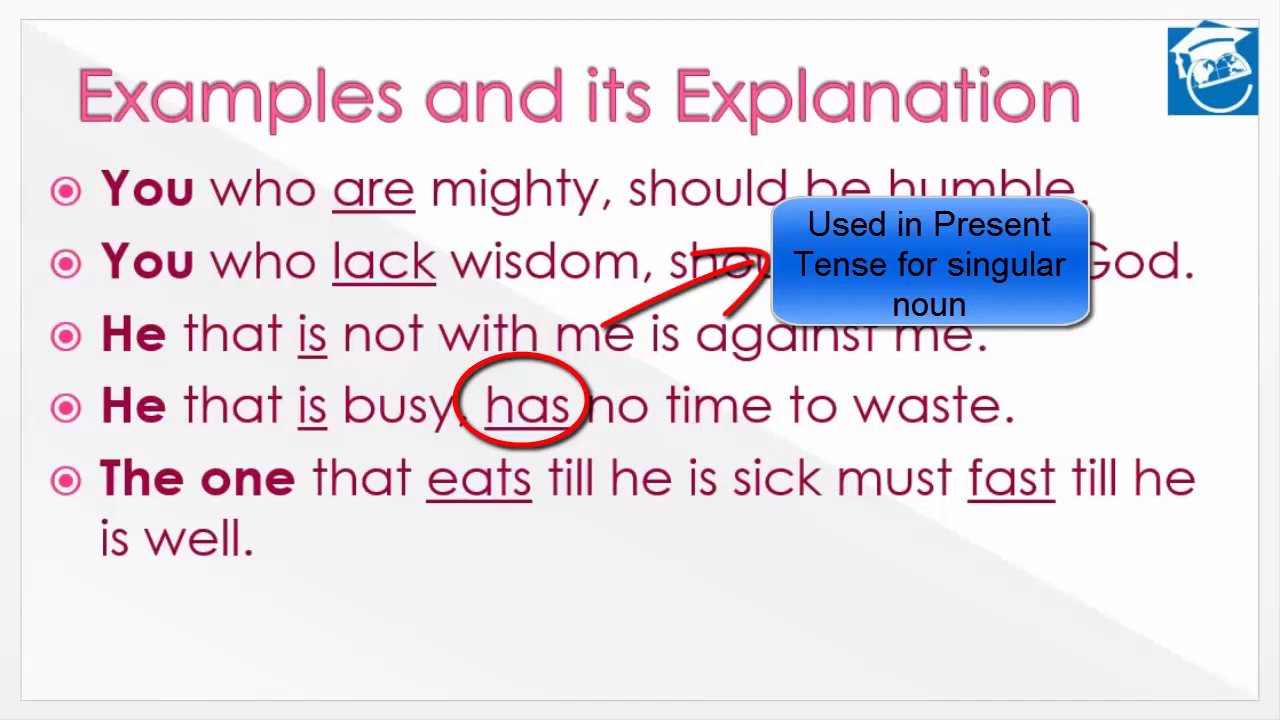 Examples and its Explanation
You who are mighty, should be humble.
You who lack wisdom, God.
He that is not with me is against me.
He that is busy, has no time to waste.
The one that eats till he is sick must fast till he
is well.
Used in Present
Tense for singular
noun